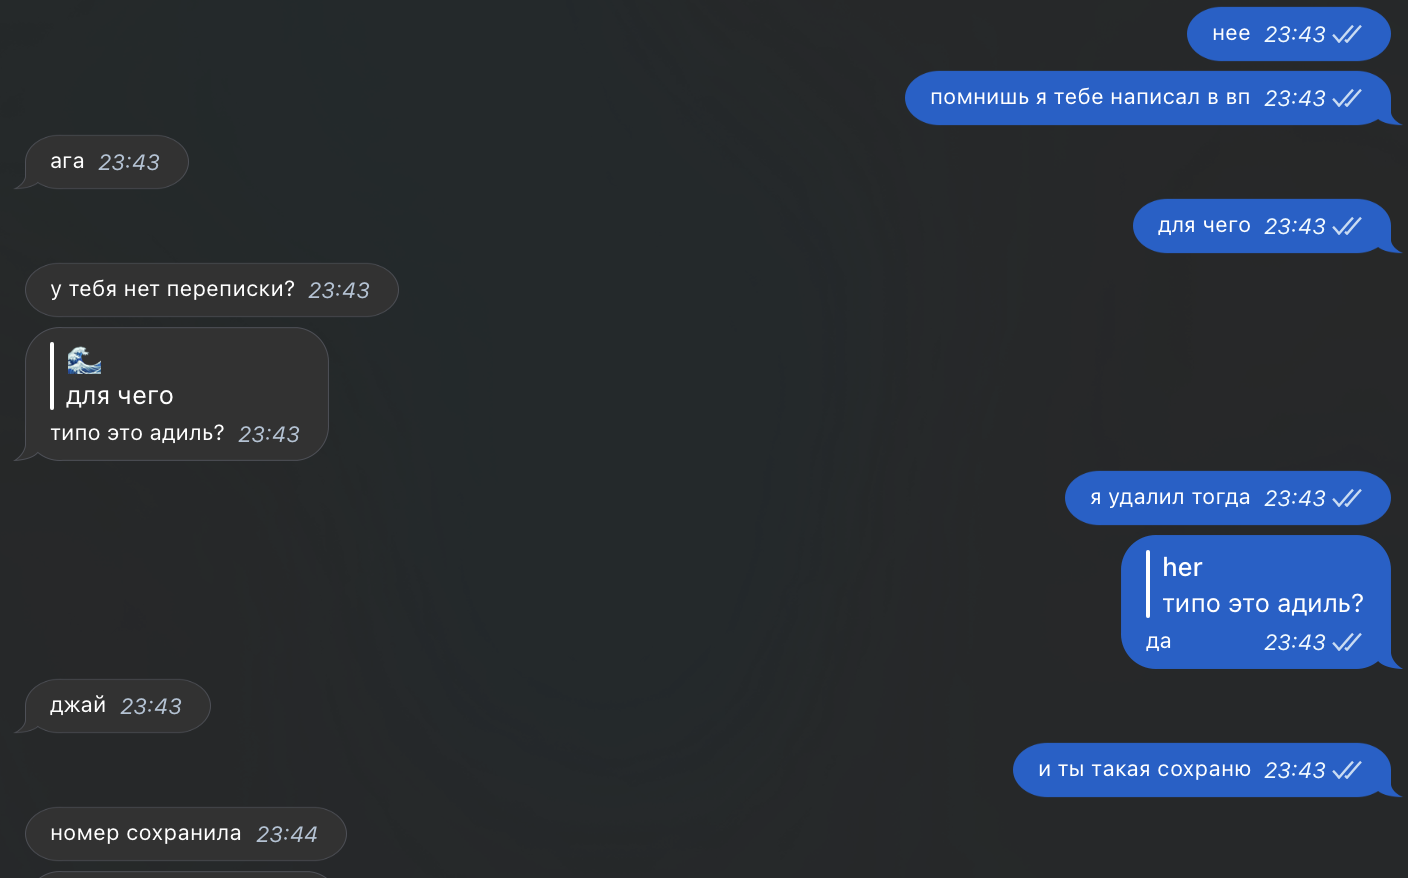 нее 23:43
помнишь я тебе написал в вп 23:43
ага 23:43
для чего 23:43
у тебя нет переписки? 23:43
🌊
для чего
типо это адиль? 23:43
я удалил тогда 23:43
her
типо это адиль?
да 23:43
джай 23:43
и ты такая сохраню 23:43
номер сохранила 23:44